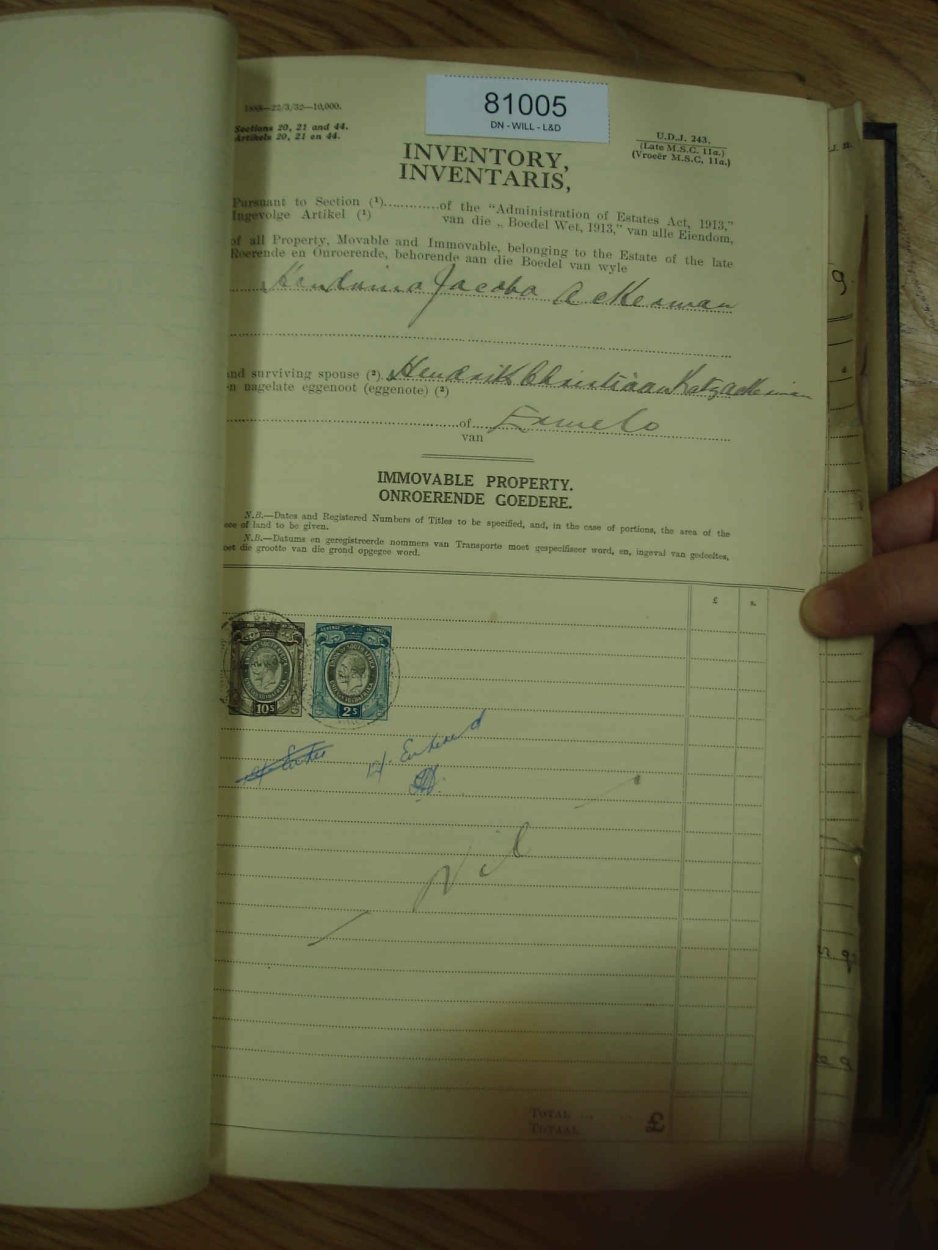 1888—22/3/32—10,000.
81005
DN - WILL - L&D
Sections 20, 21 and 44.
Artikels 20, 21 en 44.
U.D.J. 243.
(Late M.S.C. 11a.)
(Vroeër M.S.C. 11a.)
J. 22.
INVENTORY,
INVENTARIS,
Pursuant to Section (¹)............of the "Administration of Estates Act, 1913,"
Ingevolge Artikel (¹) van die „ Boedel Wet, 1913,” van alle Eiendom,
of all Property, Movable and Immovable, belonging to the Estate of the late
Roerende en Onroerende, behorende aan die Boedel van wyle
Jacoba Ackerman
and surviving spouse (²) Hendrik Christiaan Ackerman
en nagelate eggenoot (eggenote) (²)
of Ermelo
van
IMMOVABLE PROPERTY.
ONROERENDE GOEDERE.
N.B.—Dates and Registered Numbers of Titles to be specified, and, in the case of portions, the area of the
of land to be given.
N.B.—Datums en geregistreerde nommers van Transporte moet gespesifiseer word, en, ingeval van gedeeltes,
moet die grootte van die grond opgegee word.
£ s.
10s 2s
Entered
Nil
TOTAL ... £
TOTAAL